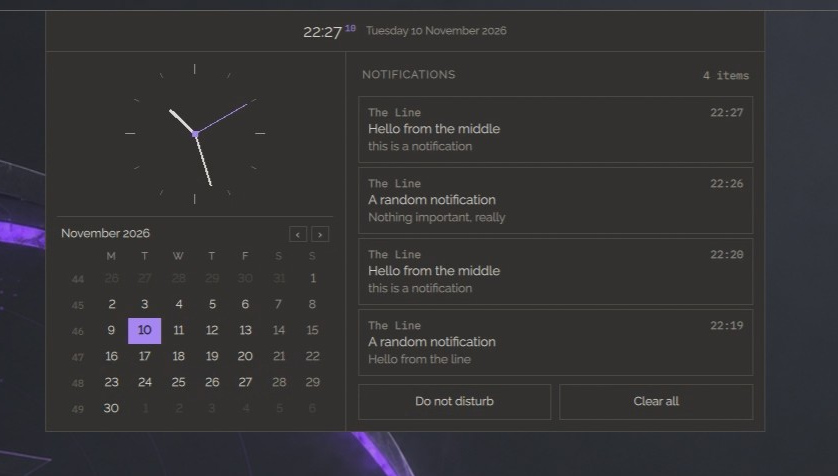 22:27 18 Tuesday 10 November 2026
NOTIFICATIONS 4 items
The Line 22:27
Hello from the middle
this is a notification
The Line 22:26
A random notification
Nothing important, really
The Line 22:20
Hello from the middle
this is a notification
The Line 22:19
A random notification
Hello from the line
Do not disturb Clear all
November 2026 ‹ ›
M T W T F S S
44 26 27 28 29 30 31 1
45 2 3 4 5 6 7 8
46 9 10 11 12 13 14 15
47 16 17 18 19 20 21 22
48 23 24 25 26 27 28 29
49 30 1 2 3 4 5 6